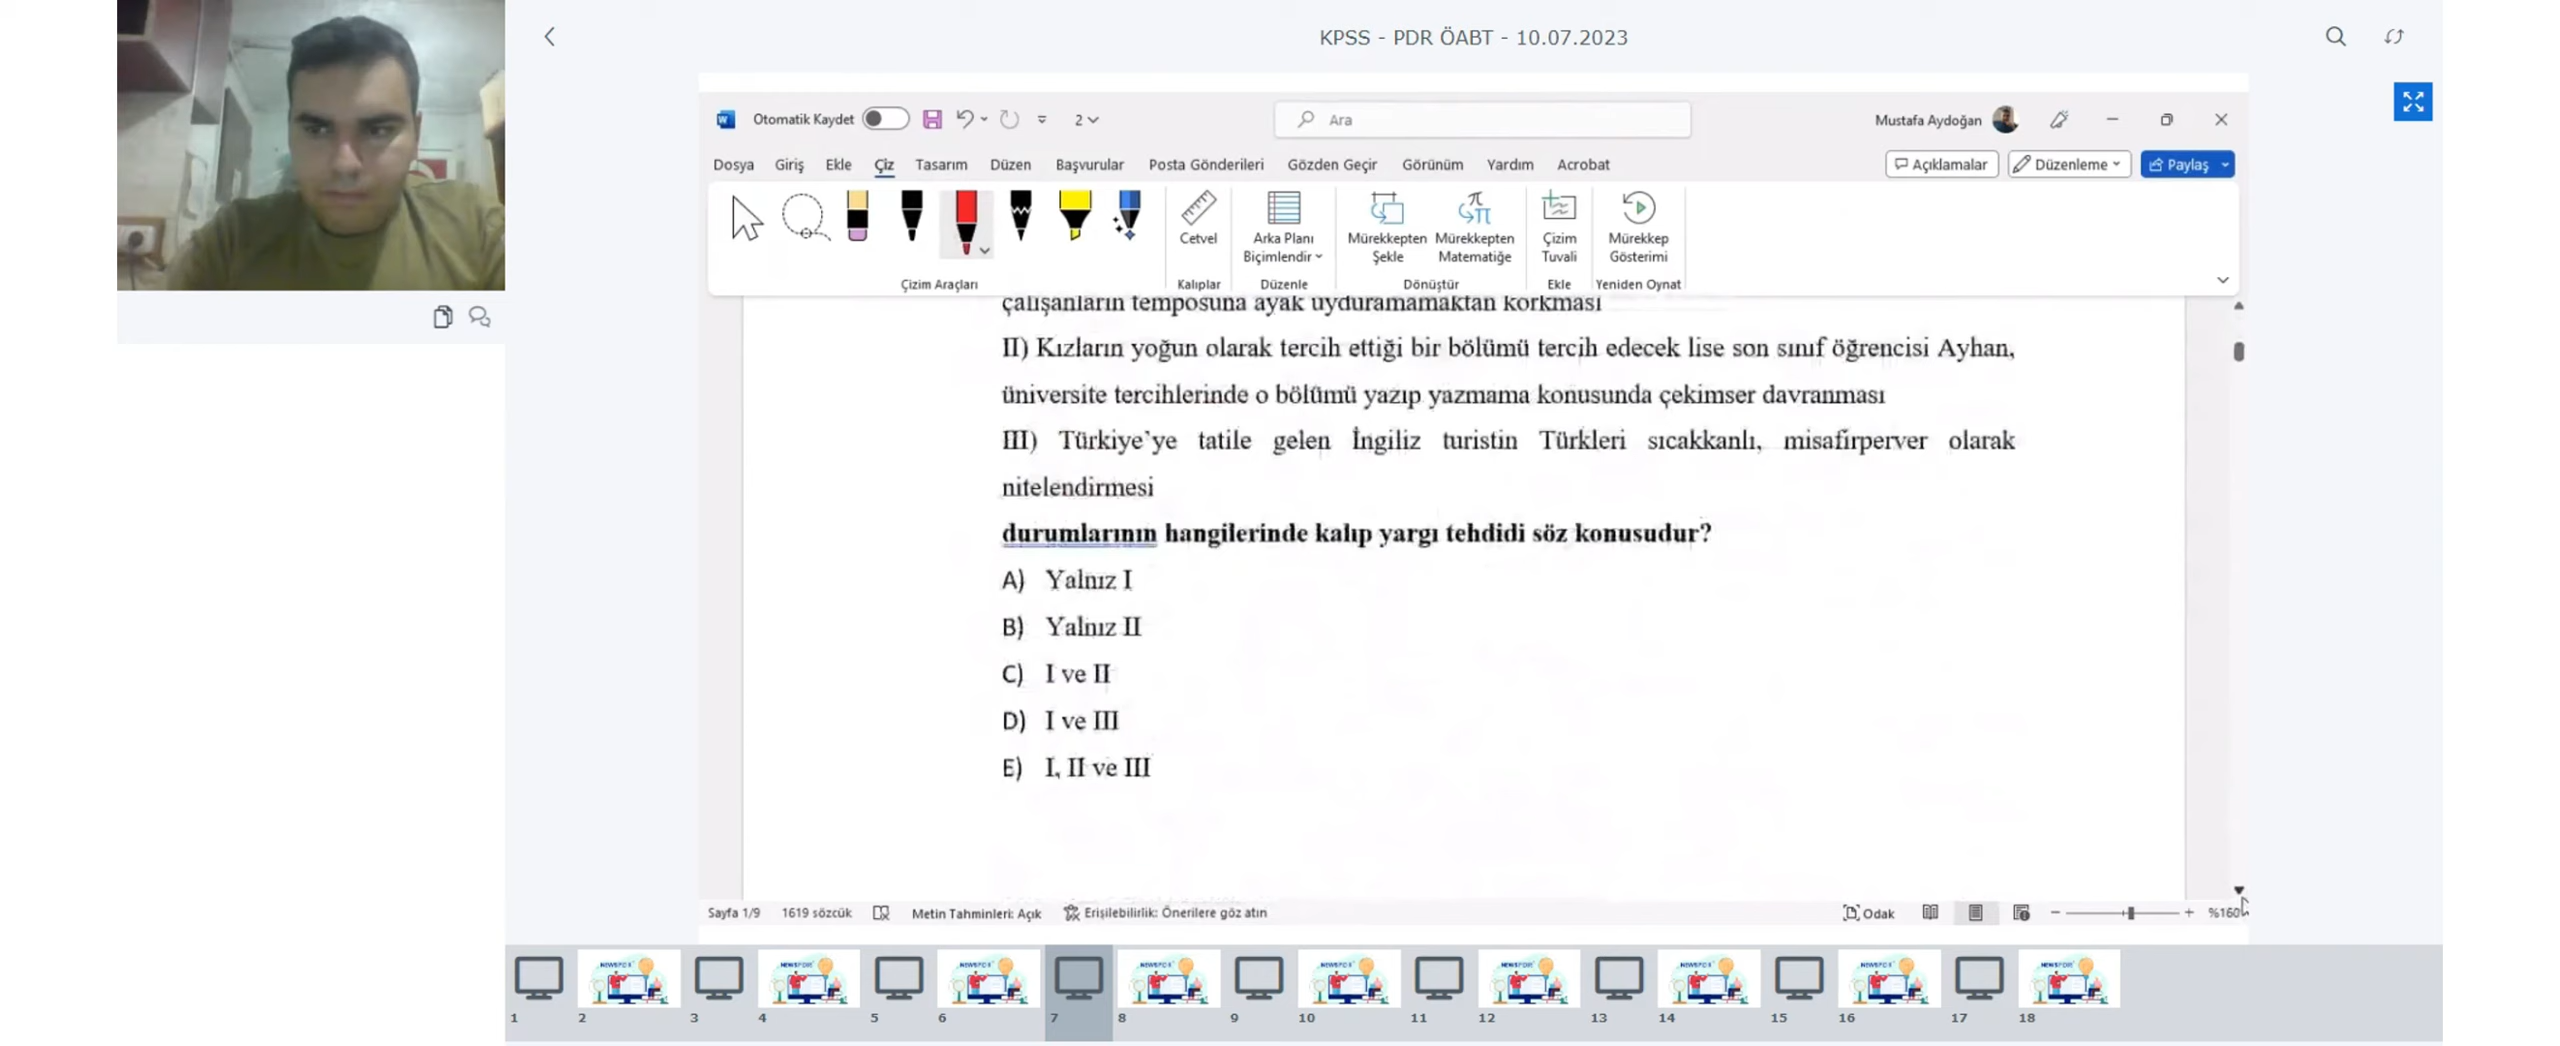 KPSS - PDR ÖABT - 10.07.2023
Otomatik Kaydet
2
Ara
Mustafa Aydoğan
Dosya Giriş Ekle Çiz Tasarım Düzen Başvurular Posta Gönderileri Gözden Geçir Görünüm Yardım Acrobat
Açıklamalar Düzenleme Paylaş
Cetvel
Arka Planı
Biçimlendir
Mürekkepten
Şekle
Mürekkepten
Matematiğe
Çizim
Tuvali
Mürekkep
Gösterimi
Çizim Araçları Kalıplar Düzenle Dönüştür Ekle Yeniden Oynat
çalışanların temposuna ayak uyduramamaktan korkması
II) Kızların yoğun olarak tercih ettiği bir bölümü tercih edecek lise son sınıf öğrencisi Ayhan,
üniversite tercihlerinde o bölümü yazıp yazmama konusunda çekimser davranması
III) Türkiye'ye tatile gelen İngiliz turistin Türkleri sıcakkanlı, misafirperver olarak
nitelendirmesi
durumlarının hangilerinde kalıp yargı tehdidi söz konusudur?
A) Yalnız I
B) Yalnız II
C) I ve II
D) I ve III
E) I, II ve III
Sayfa 1/9 1619 sözcük Metin Tahminleri: Açık Erişilebilirlik: Önerilere göz atın Odak %160
1 2 3 4 5 6 7 8 9 10 11 12 13 14 15 16 17 18